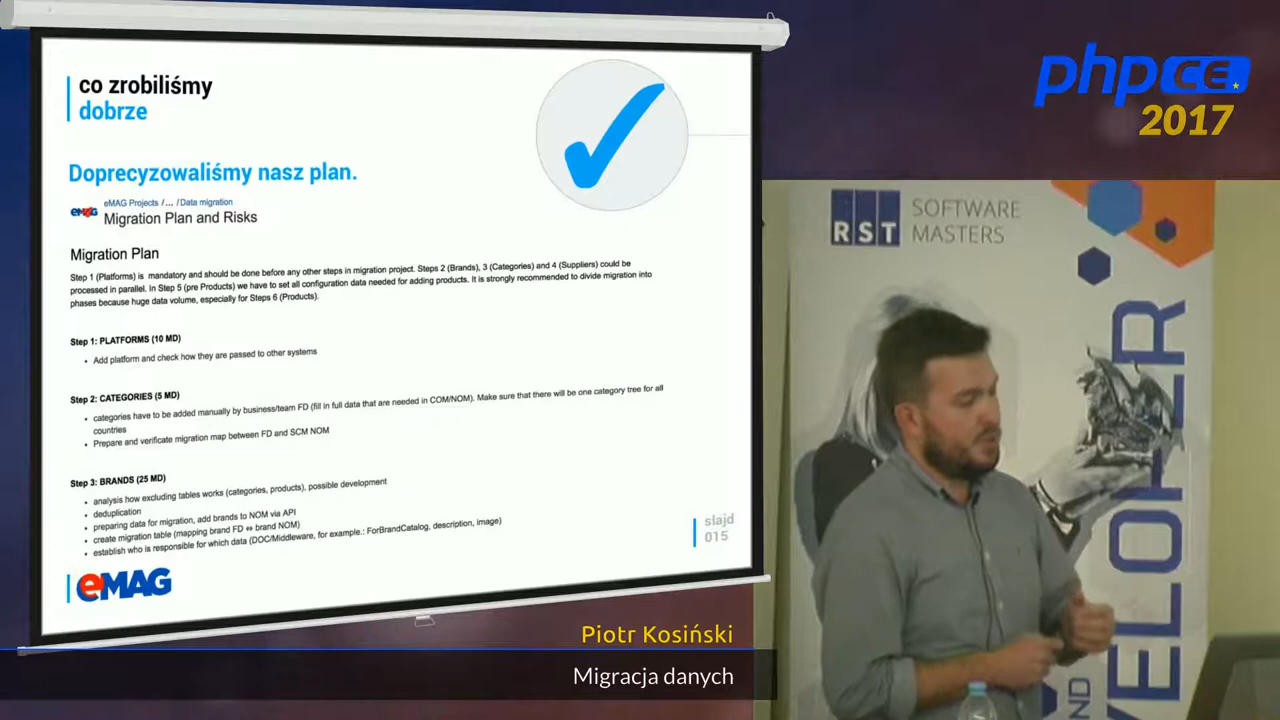 co zrobiliśmy
dobrze
Doprecyzowaliśmy nasz plan.
eMAG
eMAG Projects / ... / Data migration
Migration Plan and Risks
Migration Plan
Step 1 (Platforms) is mandatory and should be done before any other steps in migration project. Steps 2 (Brands), 3 (Categories) and 4 (Suppliers) could be
processed in parallel. In Step 5 (pre Products) we have to set all configuration data needed for adding products. It is strongly recommended to divide migration into
phases because huge data volume, especially for Steps 6 (Products).
Step 1: PLATFORMS (10 MD)
• Add platform and check how they are passed to other systems
Step 2: CATEGORIES (5 MD)
• categories have to be added manually by business/team FD (fill in full data that are needed in COM/NOM). Make sure that there will be one category tree for all
countries
• Prepare and verificate migration map between FD and SCM NOM
Step 3: BRANDS (25 MD)
• analysis how excluding tables works (categories, products), possible development
• deduplication
• preparing data for migration, add brands to NOM via API
• create migration table (mapping brand FD ⇔ brand NOM)
• establish who is responsible for which data (DOC/Middleware, for example.: ForBrandCatalog, description, image)
slajd
015
eMAG
Piotr Kosiński
Migracja danych
phpCE
2017
RST
SOFTWARE
MASTERS
VELOPER
ND